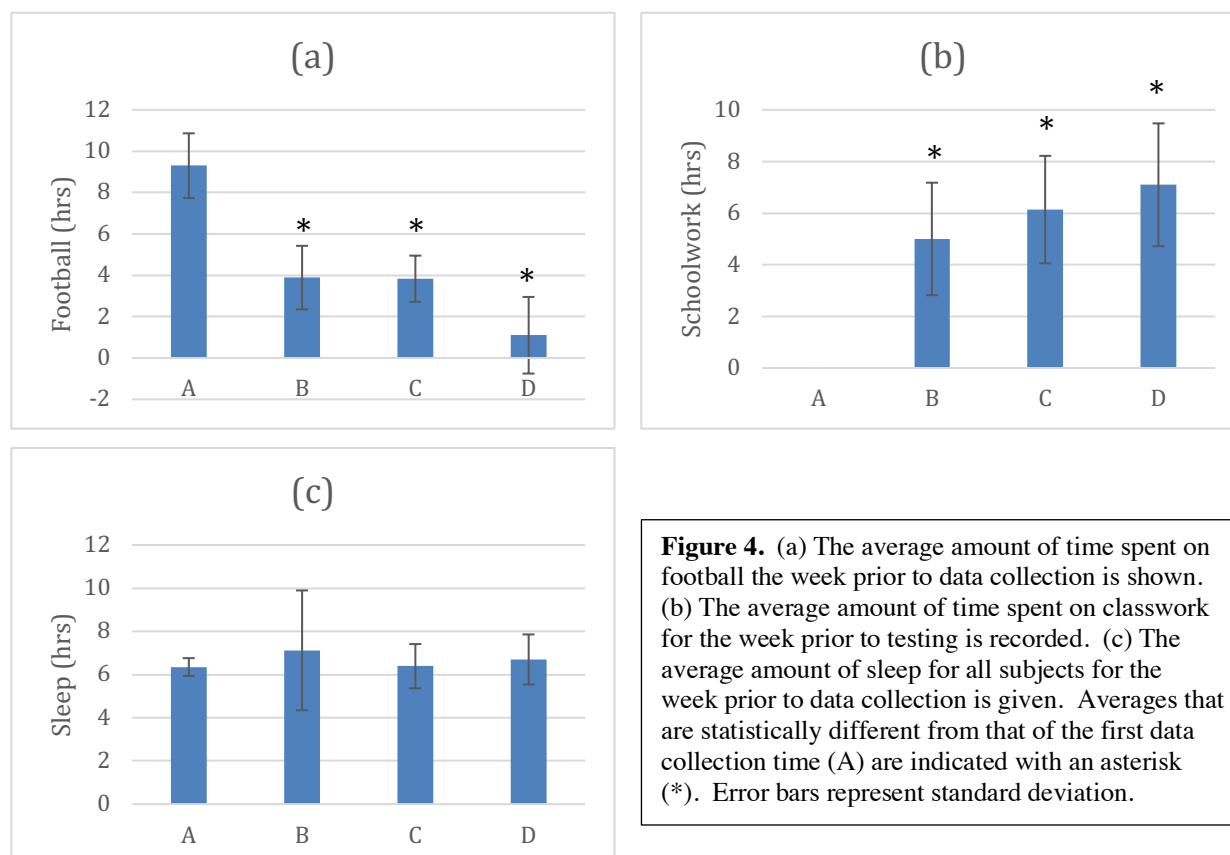 (a)
Football (hrs)
12
10
8
6
4
2
0
-2
*
*
*
A B C D
(b)
Schoolwork (hrs)
10
8
6
4
2
0
*
*
*
A B C D
(c)
Sleep (hrs)
12
10
8
6
4
2
0
A B C D
Figure 4. (a) The average amount of time spent on
football the week prior to data collection is shown.
(b) The average amount of time spent on classwork
for the week prior to testing is recorded. (c) The
average amount of sleep for all subjects for the
week prior to data collection is given. Averages that
are statistically different from that of the first data
collection time (A) are indicated with an asterisk
(*). Error bars represent standard deviation.